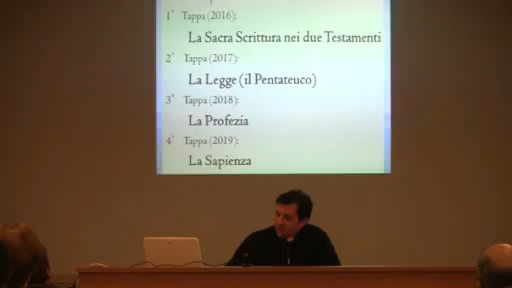 1° Tappa (2016):
La Sacra Scrittura nei due Testamenti
2° Tappa (2017):
La Legge (il Pentateuco)
3° Tappa (2018):
La Profezia
4° Tappa (2019):
La Sapienza